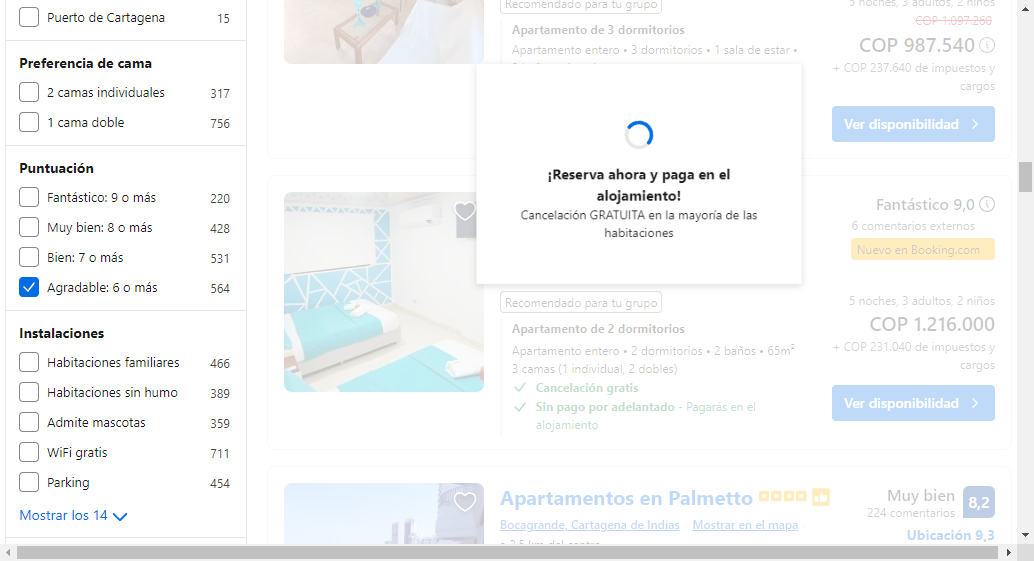 Puerto de Cartagena 15
Preferencia de cama
2 camas individuales 317
1 cama doble 756
Puntuación
Fantástico: 9 o más 220
Muy bien: 8 o más 428
Bien: 7 o más 531
Agradable: 6 o más 564
Instalaciones
Habitaciones familiares 466
Habitaciones sin humo 389
Admite mascotas 359
WiFi gratis 711
Parking 454
Mostrar los 14
Recomendado para tu grupo
Apartamento de 3 dormitorios
Apartamento entero • 3 dormitorios • 1 sala de estar •
5 noches, 3 adultos, 2 niños
COP 1.097.260
COP 987.540
+ COP 237.640 de impuestos y
cargos
Ver disponibilidad
¡Reserva ahora y paga en el
alojamiento!
Cancelación GRATUITA en la mayoría de las
habitaciones
Fantástico 9,0
6 comentarios externos
Nuevo en Booking.com
Recomendado para tu grupo
Apartamento de 2 dormitorios
Apartamento entero • 2 dormitorios • 2 baños • 65m²
3 camas (1 individual, 2 dobles)
Cancelación gratis
Sin pago por adelantado - Pagarás en el
alojamiento
5 noches, 3 adultos, 2 niños
COP 1.216.000
+ COP 231.040 de impuestos y
cargos
Ver disponibilidad
Apartamentos en Palmetto
Bocagrande, Cartagena de Indias Mostrar en el mapa
• 2,5 km del centro
Muy bien 8,2
224 comentarios
Ubicación 9,3